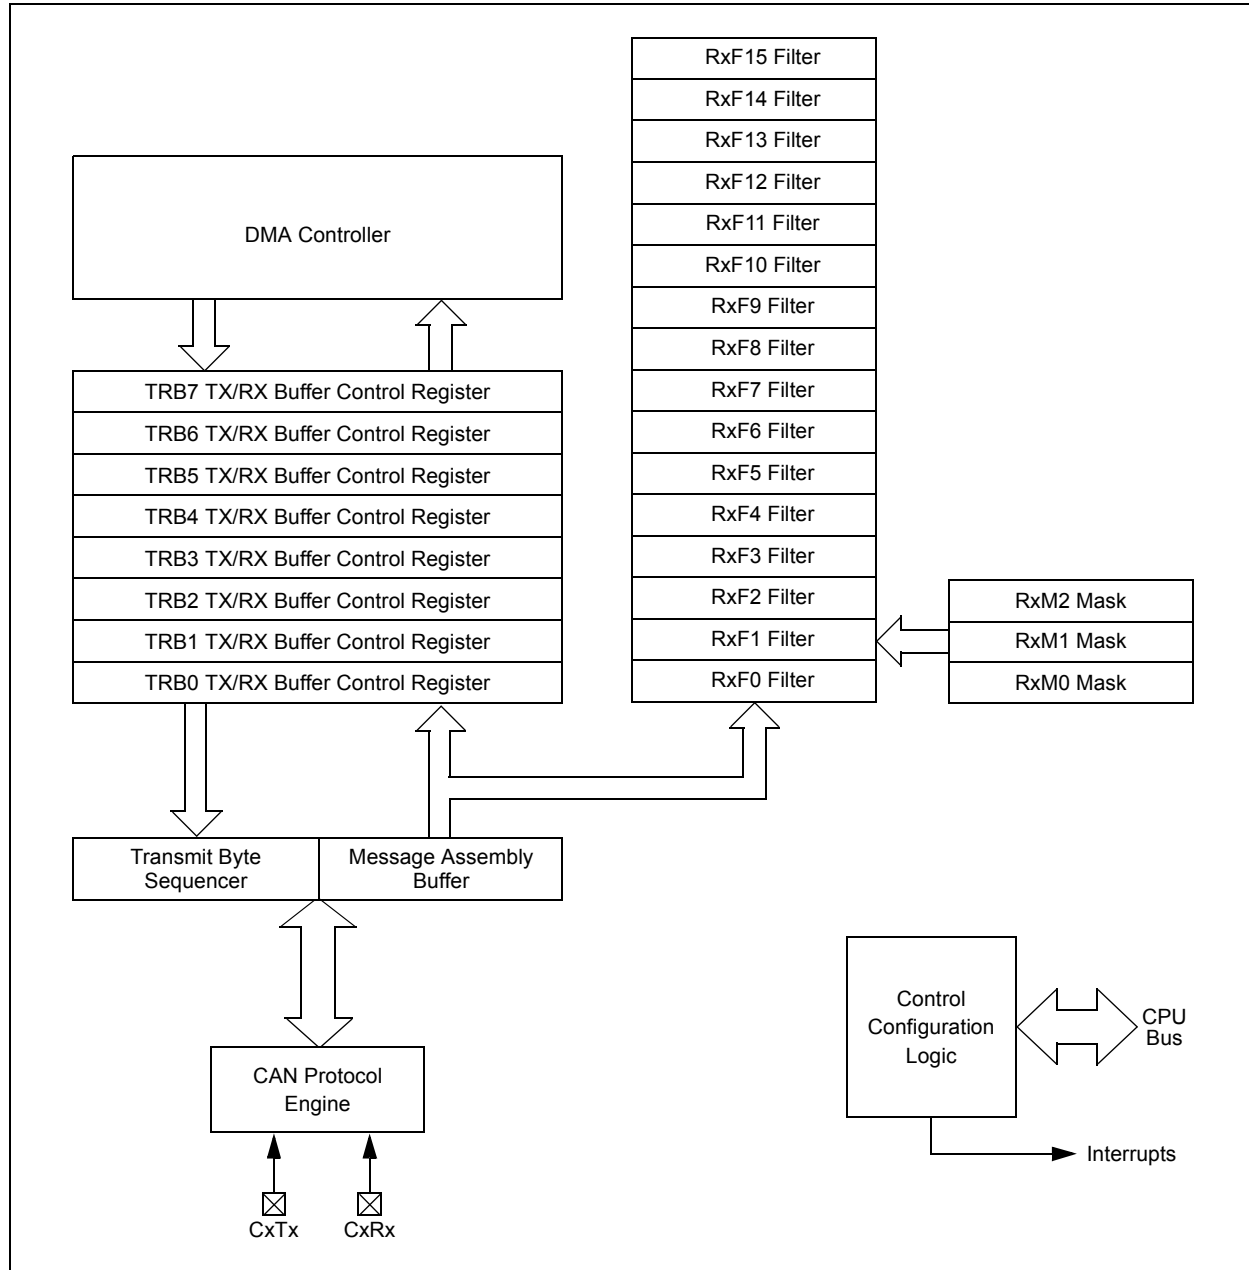 RxF15 Filter
RxF14 Filter
RxF13 Filter
RxF12 Filter
RxF11 Filter
RxF10 Filter
RxF9 Filter
RxF8 Filter
RxF7 Filter
RxF6 Filter
RxF5 Filter
RxF4 Filter
RxF3 Filter
RxF2 Filter
RxF1 Filter
RxF0 Filter
DMA Controller
TRB7 TX/RX Buffer Control Register
TRB6 TX/RX Buffer Control Register
TRB5 TX/RX Buffer Control Register
TRB4 TX/RX Buffer Control Register
TRB3 TX/RX Buffer Control Register
TRB2 TX/RX Buffer Control Register
TRB1 TX/RX Buffer Control Register
TRB0 TX/RX Buffer Control Register
RxM2 Mask
RxM1 Mask
RxM0 Mask
Transmit Byte
Sequencer
Message Assembly
Buffer
CAN Protocol
Engine
CxTx
CxRx
Control
Configuration
Logic
CPU
Bus
Interrupts